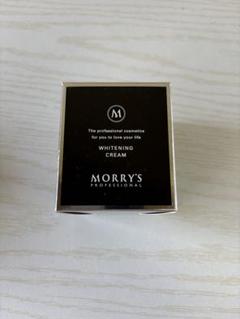 M
The professional cosmetics
for you to love your life
WHITENING
CREAM
MORRY'S
PROFESSIONAL